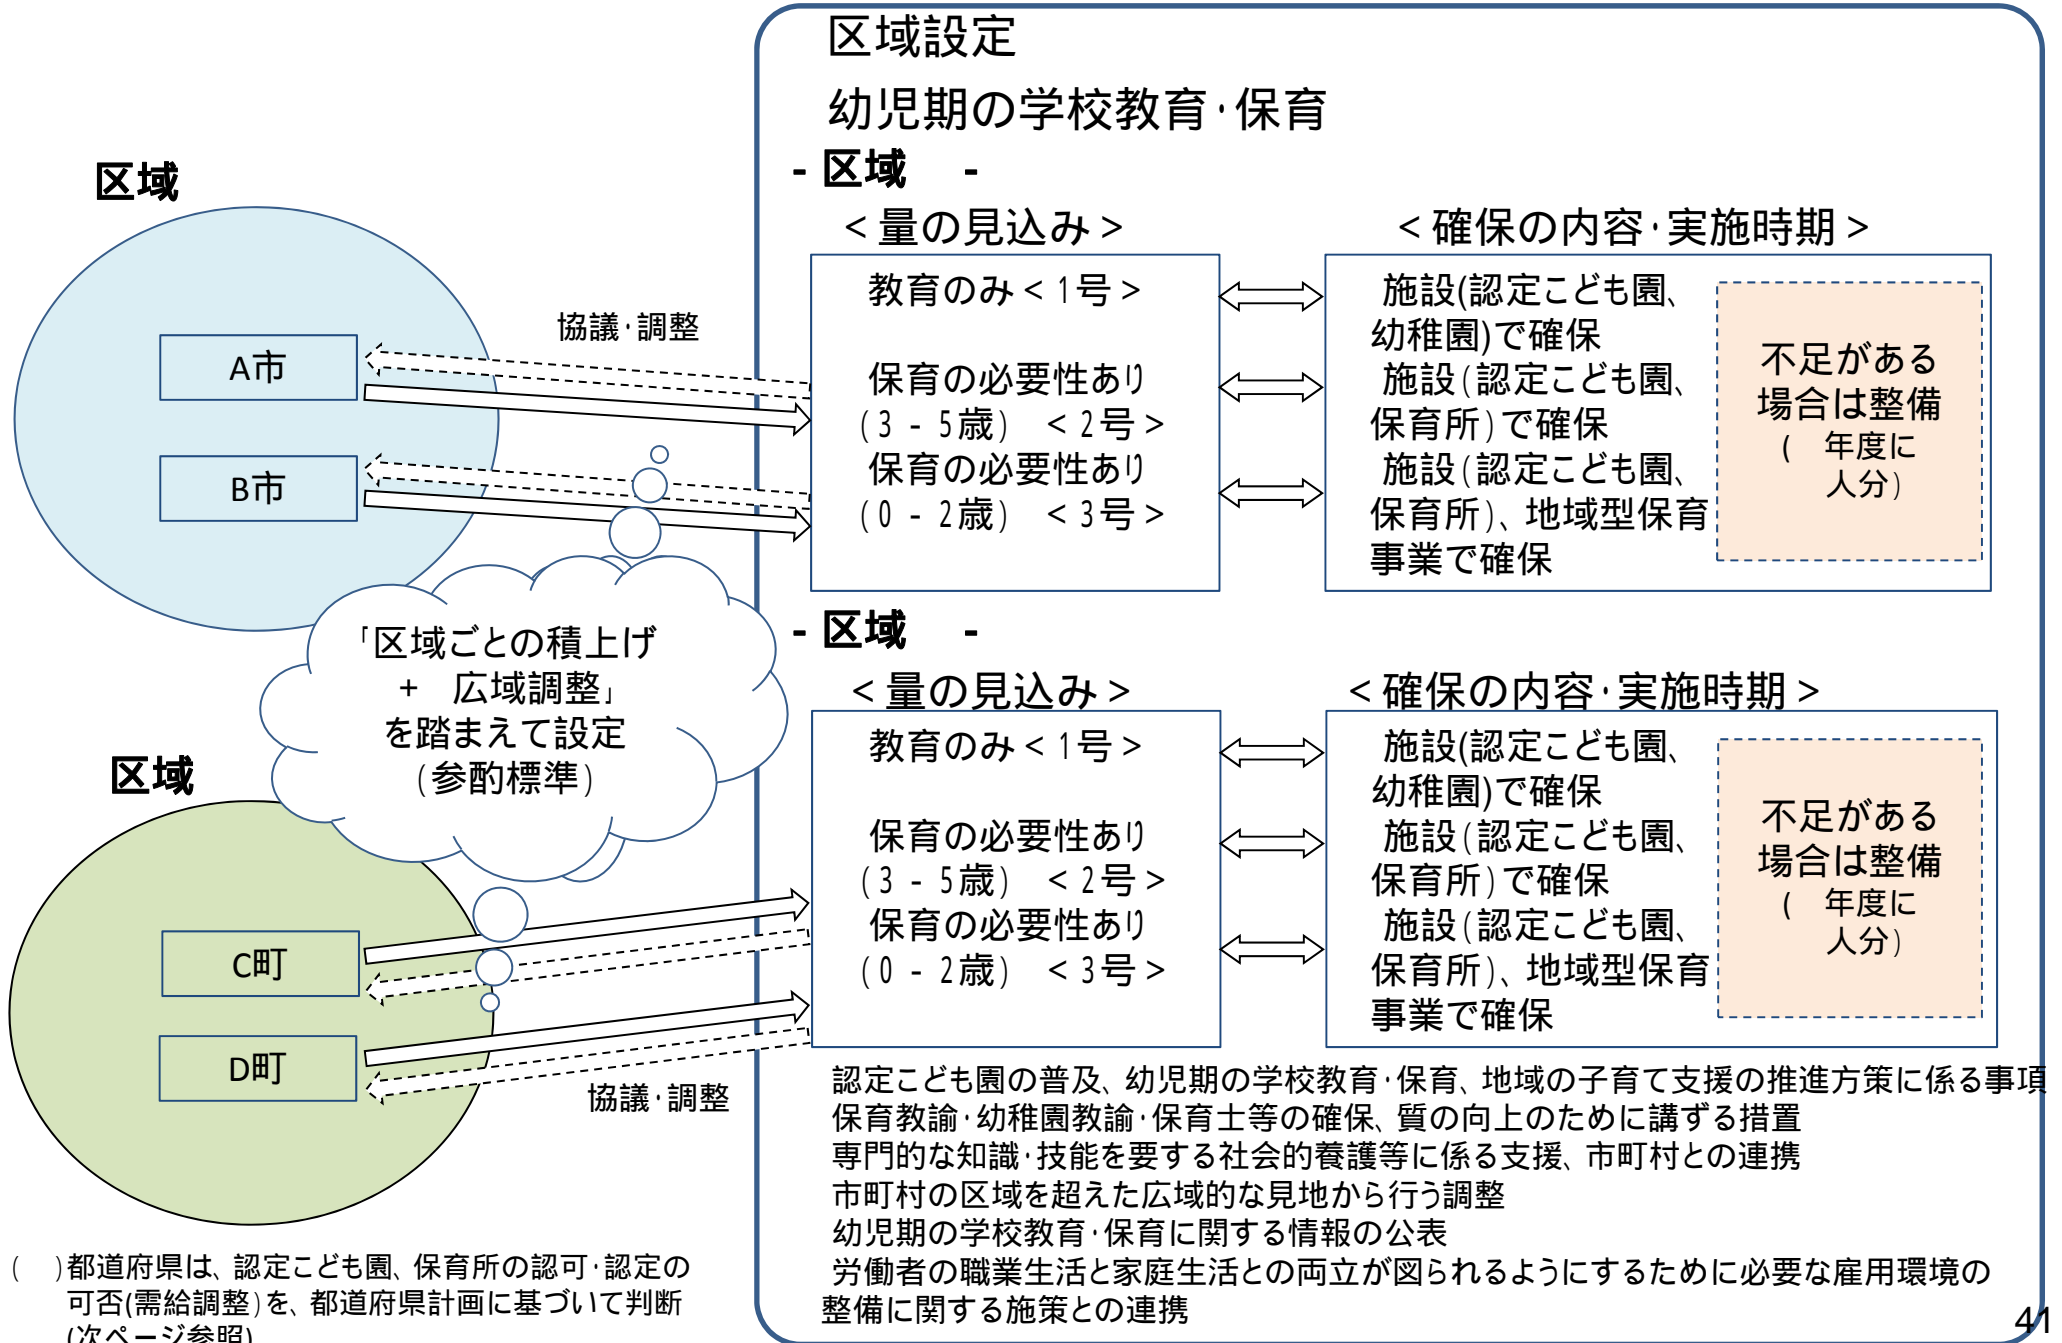 区域設定
幼児期の学校教育・保育
区域
- 区域　-
<量の見込み>
<確保の内容・実施時期>
教育のみ<1号>
保育の必要性あり
(3 - 5歳)　<2号>
保育の必要性あり
(0 - 2歳)　<3号>
施設(認定こども園、
幼稚園)で確保
施設(認定こども園、
保育所)で確保
施設(認定こども園、
保育所)、地域型保育
事業で確保
不足がある
場合は整備
(　年度に
人分)
協議・調整
A市
B市
「区域ごとの積上げ
+　広域調整」
を踏まえて設定
(参酌標準)
- 区域　-
<量の見込み>
<確保の内容・実施時期>
教育のみ<1号>
保育の必要性あり
(3 - 5歳)　<2号>
保育の必要性あり
(0 - 2歳)　<3号>
施設(認定こども園、
幼稚園)で確保
施設(認定こども園、
保育所)で確保
施設(認定こども園、
保育所)、地域型保育
事業で確保
不足がある
場合は整備
(　年度に
人分)
区域
C町
D町
協議・調整
認定こども園の普及、幼児期の学校教育・保育、地域の子育て支援の推進方策に係る事項
保育教諭・幼稚園教諭・保育士等の確保、質の向上のために講ずる措置
専門的な知識・技能を要する社会的養護等に係る支援、市町村との連携
市町村の区域を超えた広域的な見地から行う調整
幼児期の学校教育・保育に関する情報の公表
労働者の職業生活と家庭生活との両立が図られるようにするために必要な雇用環境の
整備に関する施策との連携
(　)都道府県は、認定こども園、保育所の認可・認定の
可否(需給調整)を、都道府県計画に基づいて判断
(次ページ参照)
41